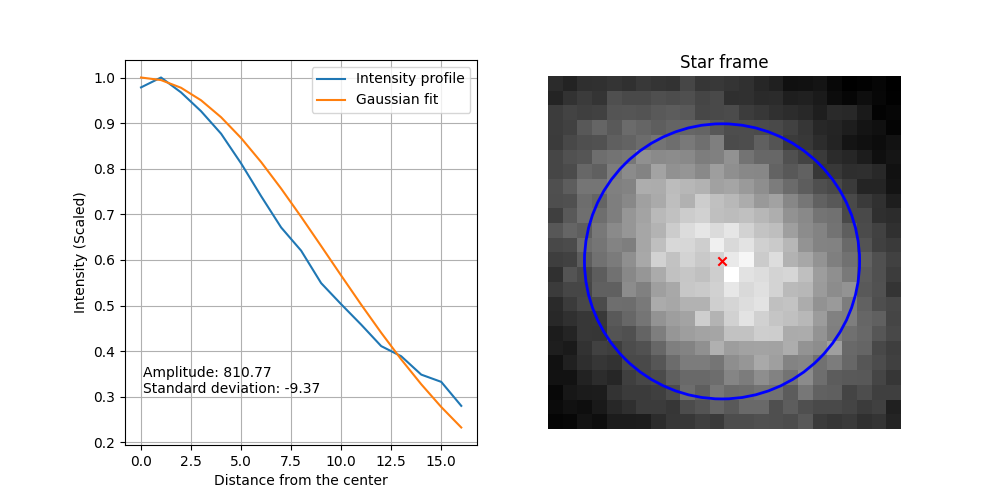 Star frame
Intensity profile
Gaussian fit
1.0
0.9
0.8
0.7
0.6
0.5
0.4
0.3
0.2
Intensity (Scaled)
Amplitude: 810.77
Standard deviation: -9.37
0.0 2.5 5.0 7.5 10.0 12.5 15.0
Distance from the center